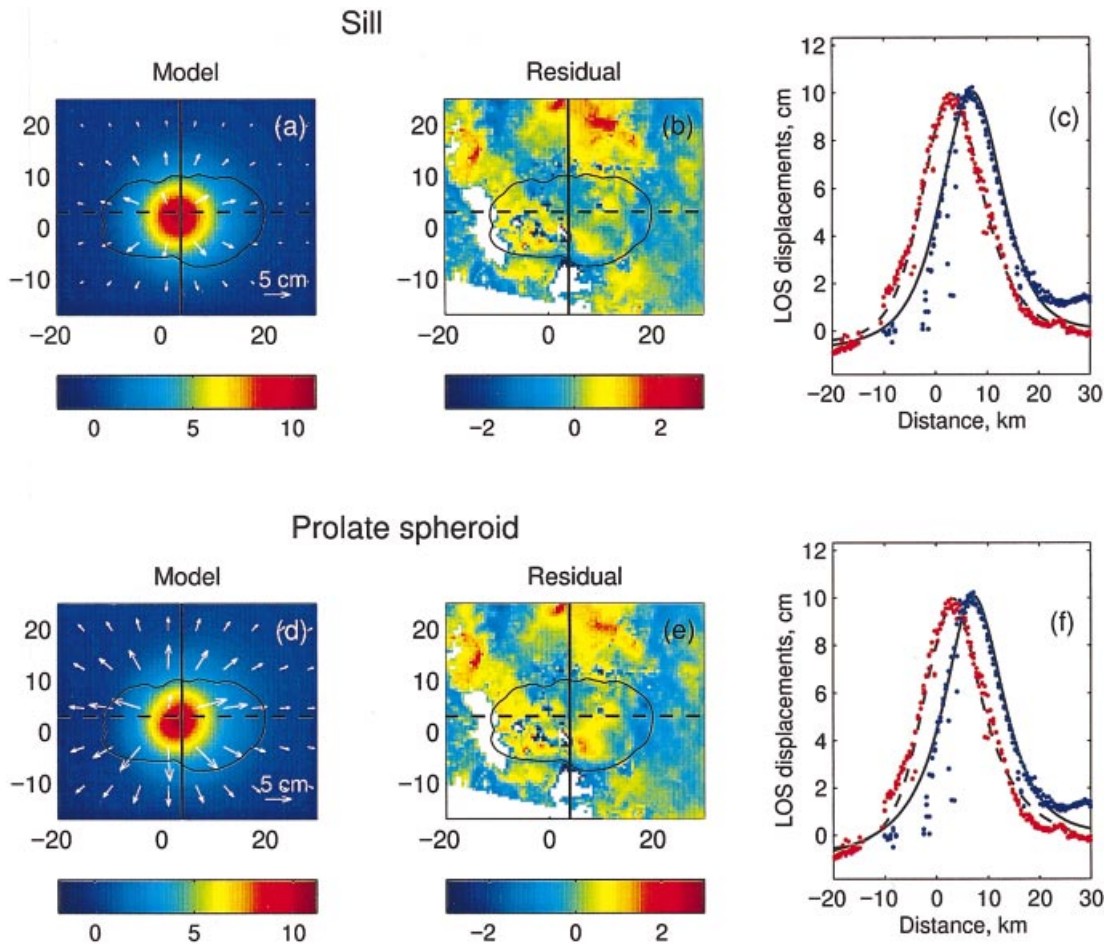 Sill
Model
Residual
(a)
(b)
(c)
20
10
0
−10
5 cm
−20 0 20
−20 0 20
0 5 10
−2 0 2
12
10
8
6
4
2
0
LOS displacements, cm
−20 −10 0 10 20 30
Distance, km
Prolate spheroid
Model
Residual
(d)
(e)
(f)
20
10
0
−10
5 cm
−20 0 20
−20 0 20
0 5 10
−2 0 2
12
10
8
6
4
2
0
LOS displacements, cm
−20 −10 0 10 20 30
Distance, km